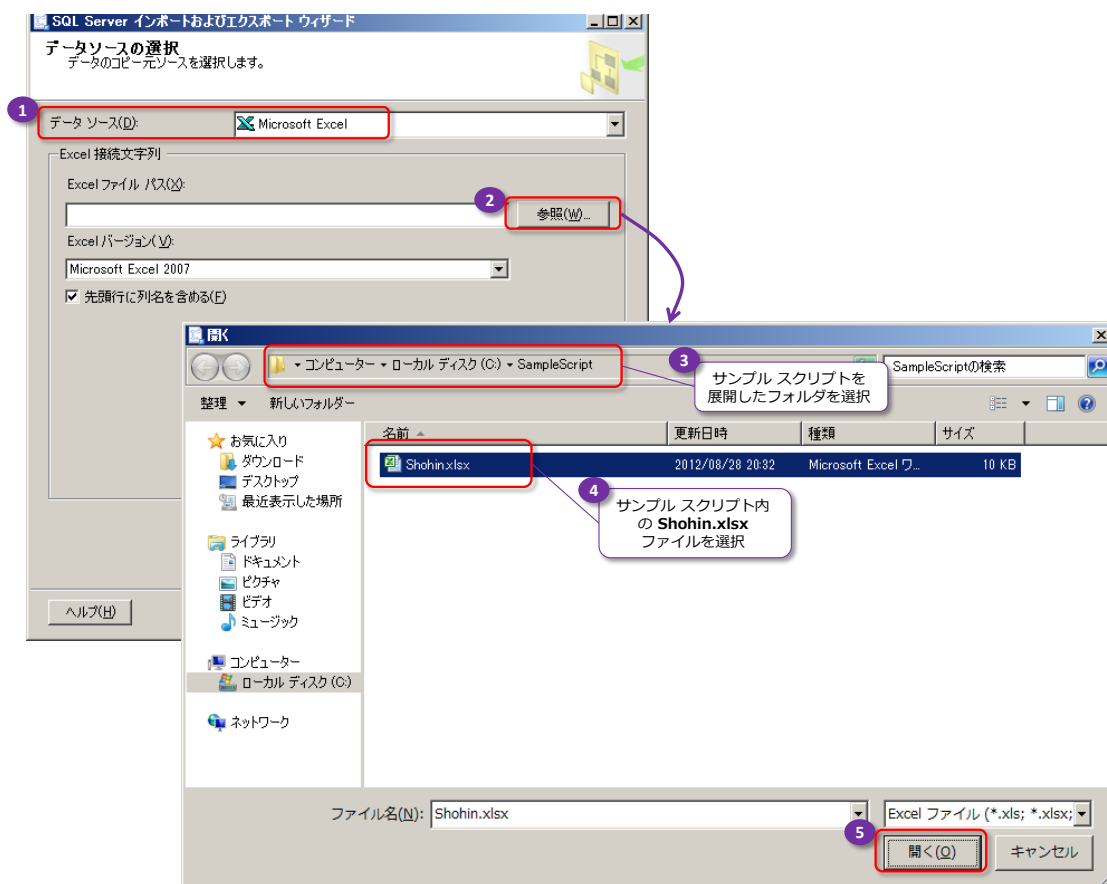 SQL Server インポートおよびエクスポート ウィザード
データソースの選択
データのコピー元ソースを選択します。
1
データ ソース(D):
Microsoft Excel
Excel 接続文字列
Excel ファイル パス(X):
2
参照(W)...
Excel バージョン(V):
Microsoft Excel 2007
先頭行に列名を含める(F)
ヘルプ(H)
開く
コンピューター
ローカル ディスク (C:)
SampleScript
3
サンプル スクリプトを
展開したフォルダを選択
SampleScriptの検索
整理
新しいフォルダー
お気に入り
ダウンロード
デスクトップ
最近表示した場所
ライブラリ
ドキュメント
ピクチャ
ビデオ
ミュージック
コンピューター
ローカル ディスク (C:)
ネットワーク
名前
更新日時
種類
サイズ
Shohin.xlsx
2012/08/28 20:32
Microsoft Excel ワ...
10 KB
4
サンプル スクリプト内
の Shohin.xlsx
ファイルを選択
ファイル名(N):
Shohin.xlsx
Excel ファイル (*.xls; *.xlsx;
5
開く(O)
キャンセル